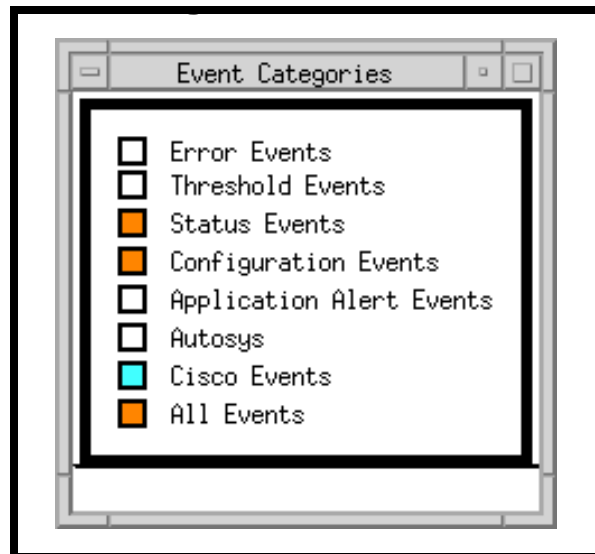 Event Categories
Error Events
Threshold Events
Status Events
Configuration Events
Application Alert Events
Autosys
Cisco Events
All Events